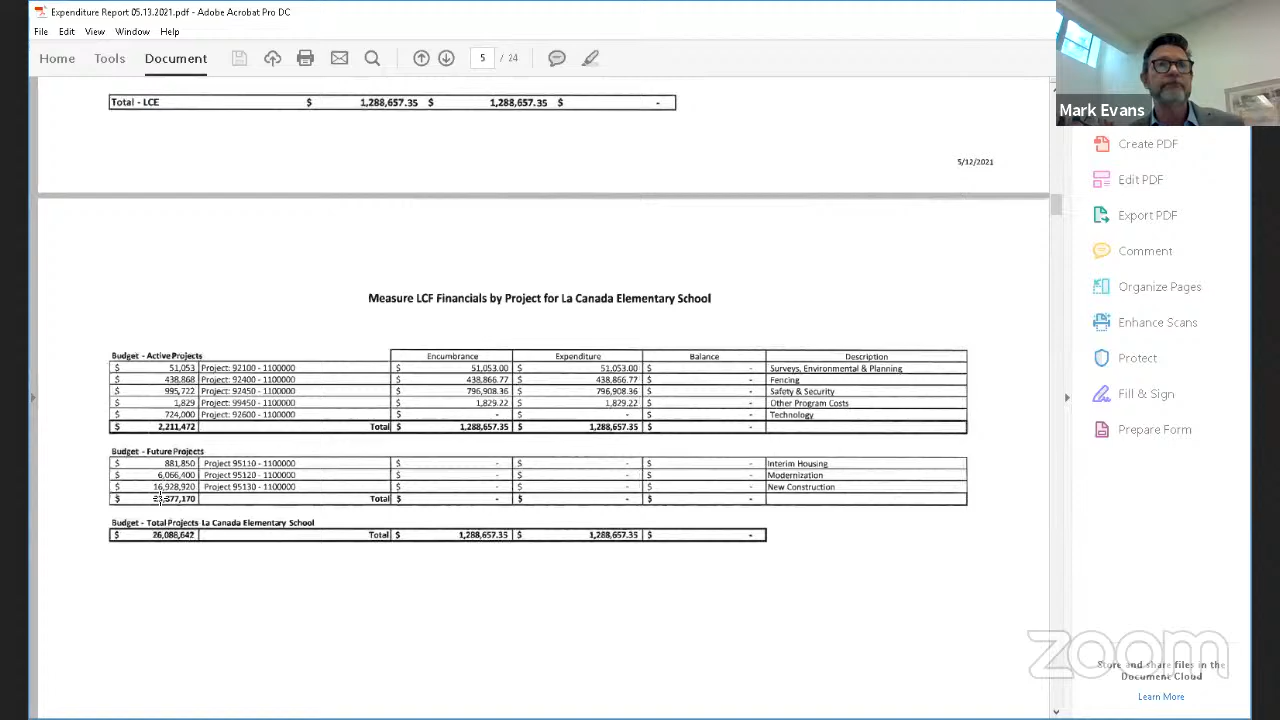 Expenditure Report 05.13.2021.pdf - Adobe Acrobat Pro DC
File Edit View Window Help
Home Tools Document 5 / 24
Mark Evans
Total - LCE $ 1,288,657.35 $ 1,288,657.35 $ -
5/12/2021
Create PDF
Edit PDF
Export PDF
Comment
Organize Pages
Enhance Scans
Protect
Fill & Sign
Prepare Form
Measure LCF Financials by Project for La Canada Elementary School
Budget - Active Projects Encumbrance Expenditure Balance Description
$ 51,053 Project: 92100 - 1100000 51,053.00 $ 51,053.00 $ - Surveys, Environmental & Planning
$ 438,868 Project: 92400 - 1100000 $ 438,866.77 $ 438,866.77 $ - Fencing
$ 995,722 Project: 92450 - 1100000 $ 796,908.36 $ 796,908.36 $ - Safety & Security
$ 1,829 Project: 99450 - 1100000 $ 1,829.22 $ 1,829.22 $ - Other Program Costs
$ 724,000 Project: 92600 - 1100000 $ - $ - $ - Technology
$ 2,211,472 Total $ 1,288,657.35 $ 1,288,657.35 $ -
Budget - Future Projects
$ 881,850 Project 95110 - 1100000 $ - $ - $ - Interim Housing
$ 6,066,400 Project 95120 - 1100000 $ - $ - $ - Modernization
$ 16,928,920 Project 95130 - 1100000 $ - $ - $ - New Construction
$ Total $ - $ - $ -
Budget - Total Projects La Canada Elementary School
$ 26,088,642 Total $ 1,288,657.35 $ 1,288,657.35 $ -
zoom
Store and share files in the
Document Cloud
Learn More